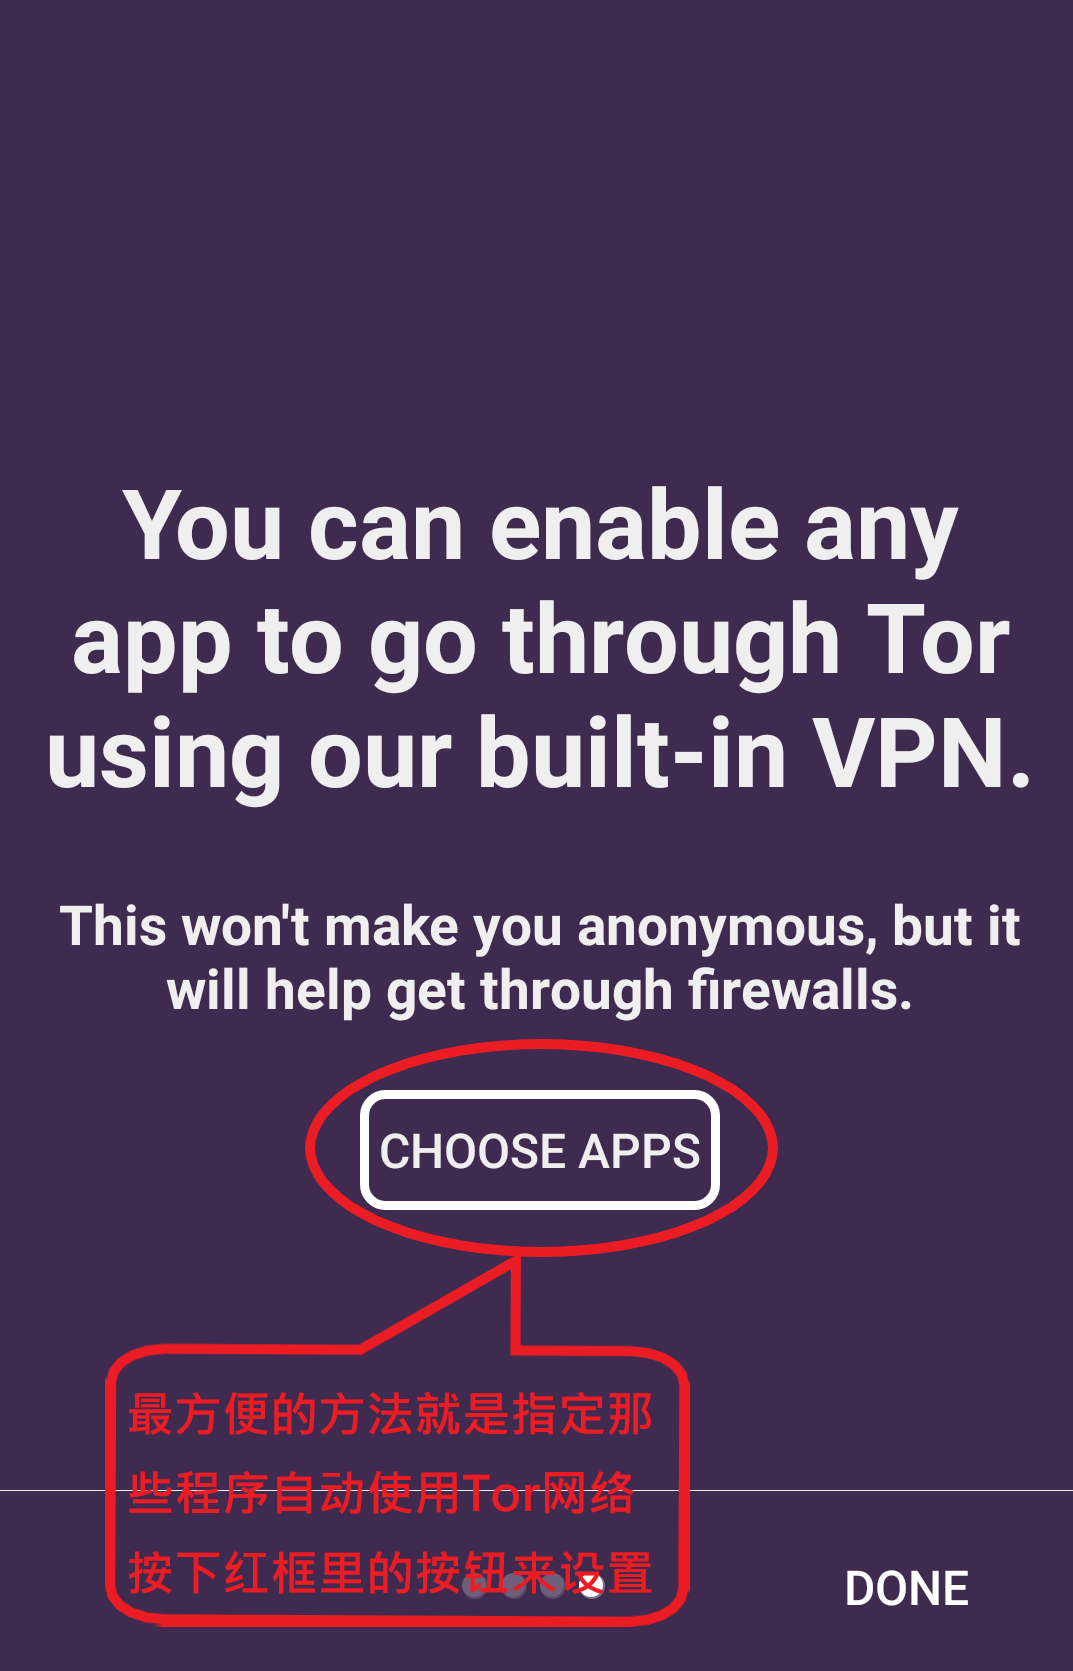 You can enable any
app to go through Tor
using our built-in VPN.
This won't make you anonymous, but it
will help get through firewalls.
CHOOSE APPS
最方便的方法就是指定那
些程序自动使用Tor网络
按下红框里的按钮来设置
DONE